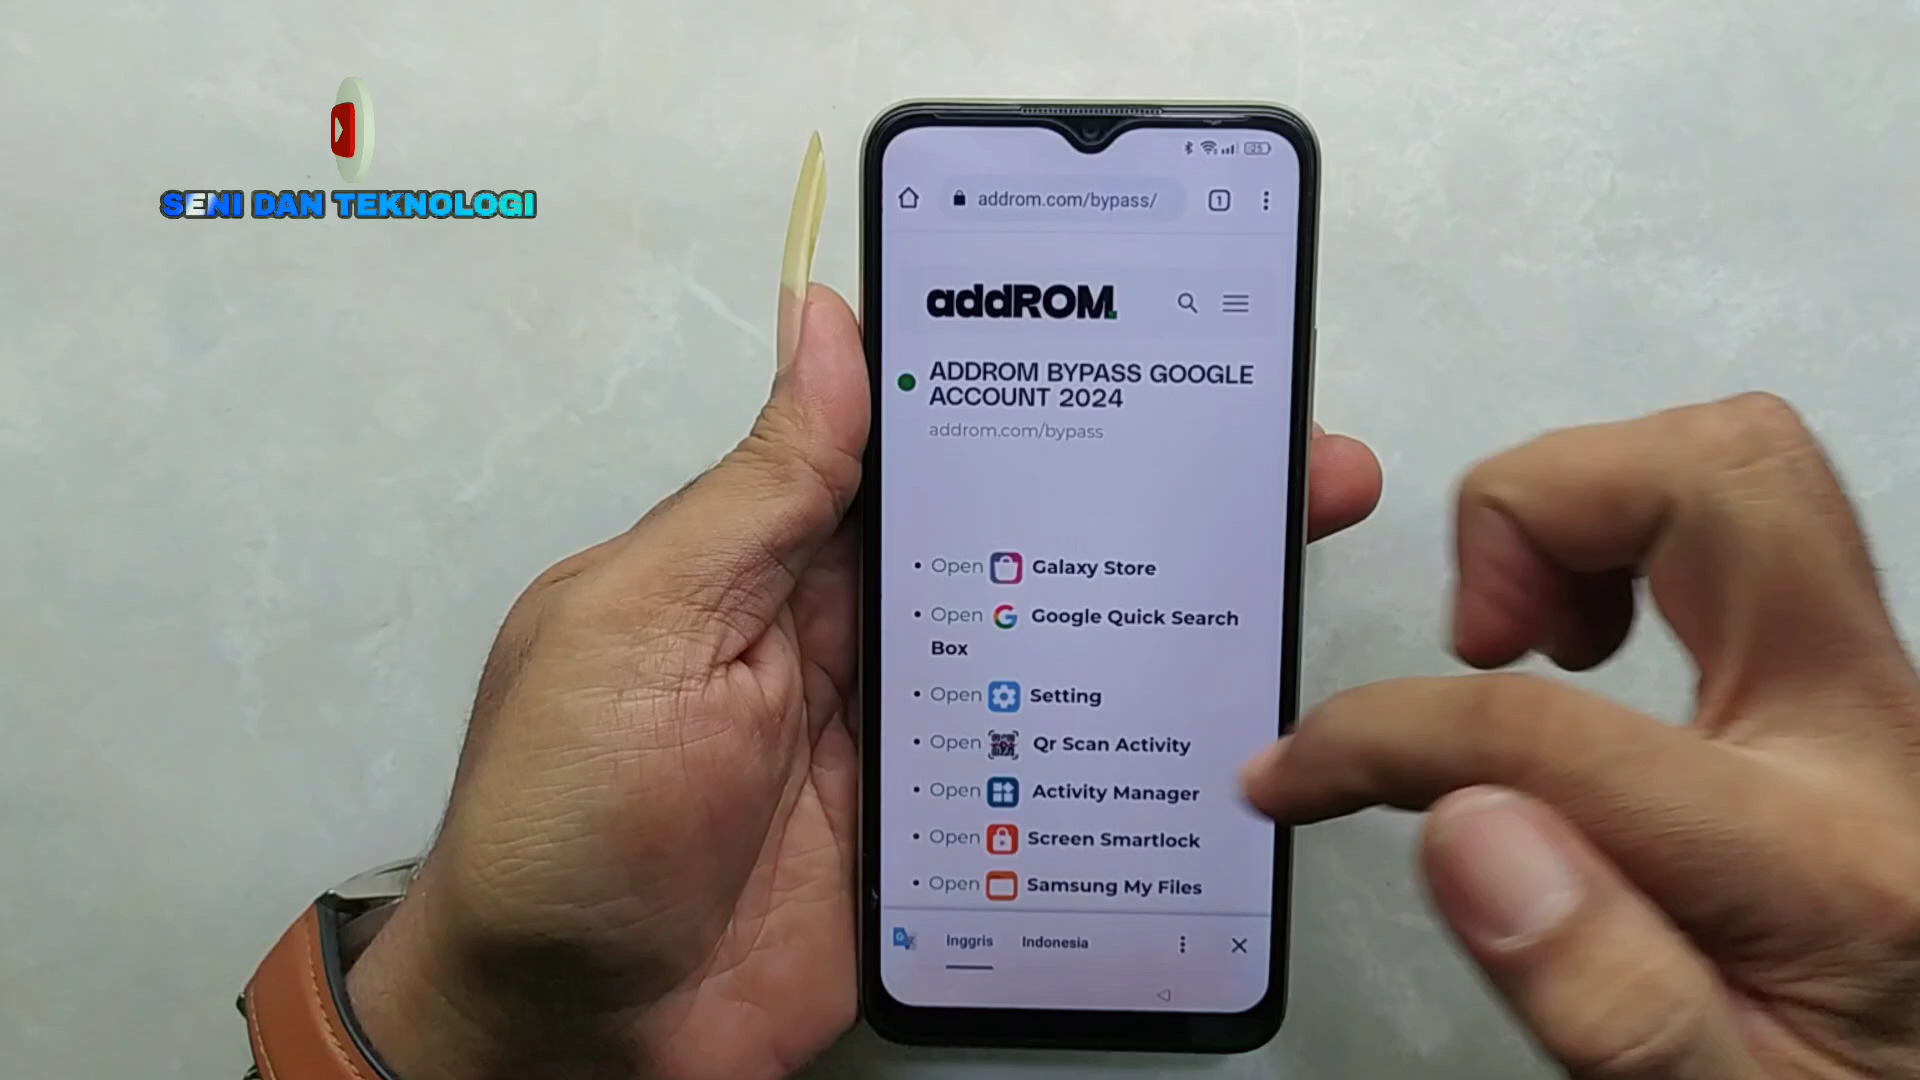 SENI DAN TEKNOLOGI
25
addrom.com/bypass/
1
addROM.
ADDROM BYPASS GOOGLE
ACCOUNT 2024
addrom.com/bypass
• Open Galaxy Store
• Open G Google Quick Search
Box
• Open Setting
• Open Qr Scan Activity
• Open Activity Manager
• Open Screen Smartlock
• Open Samsung My Files
Inggris Indonesia